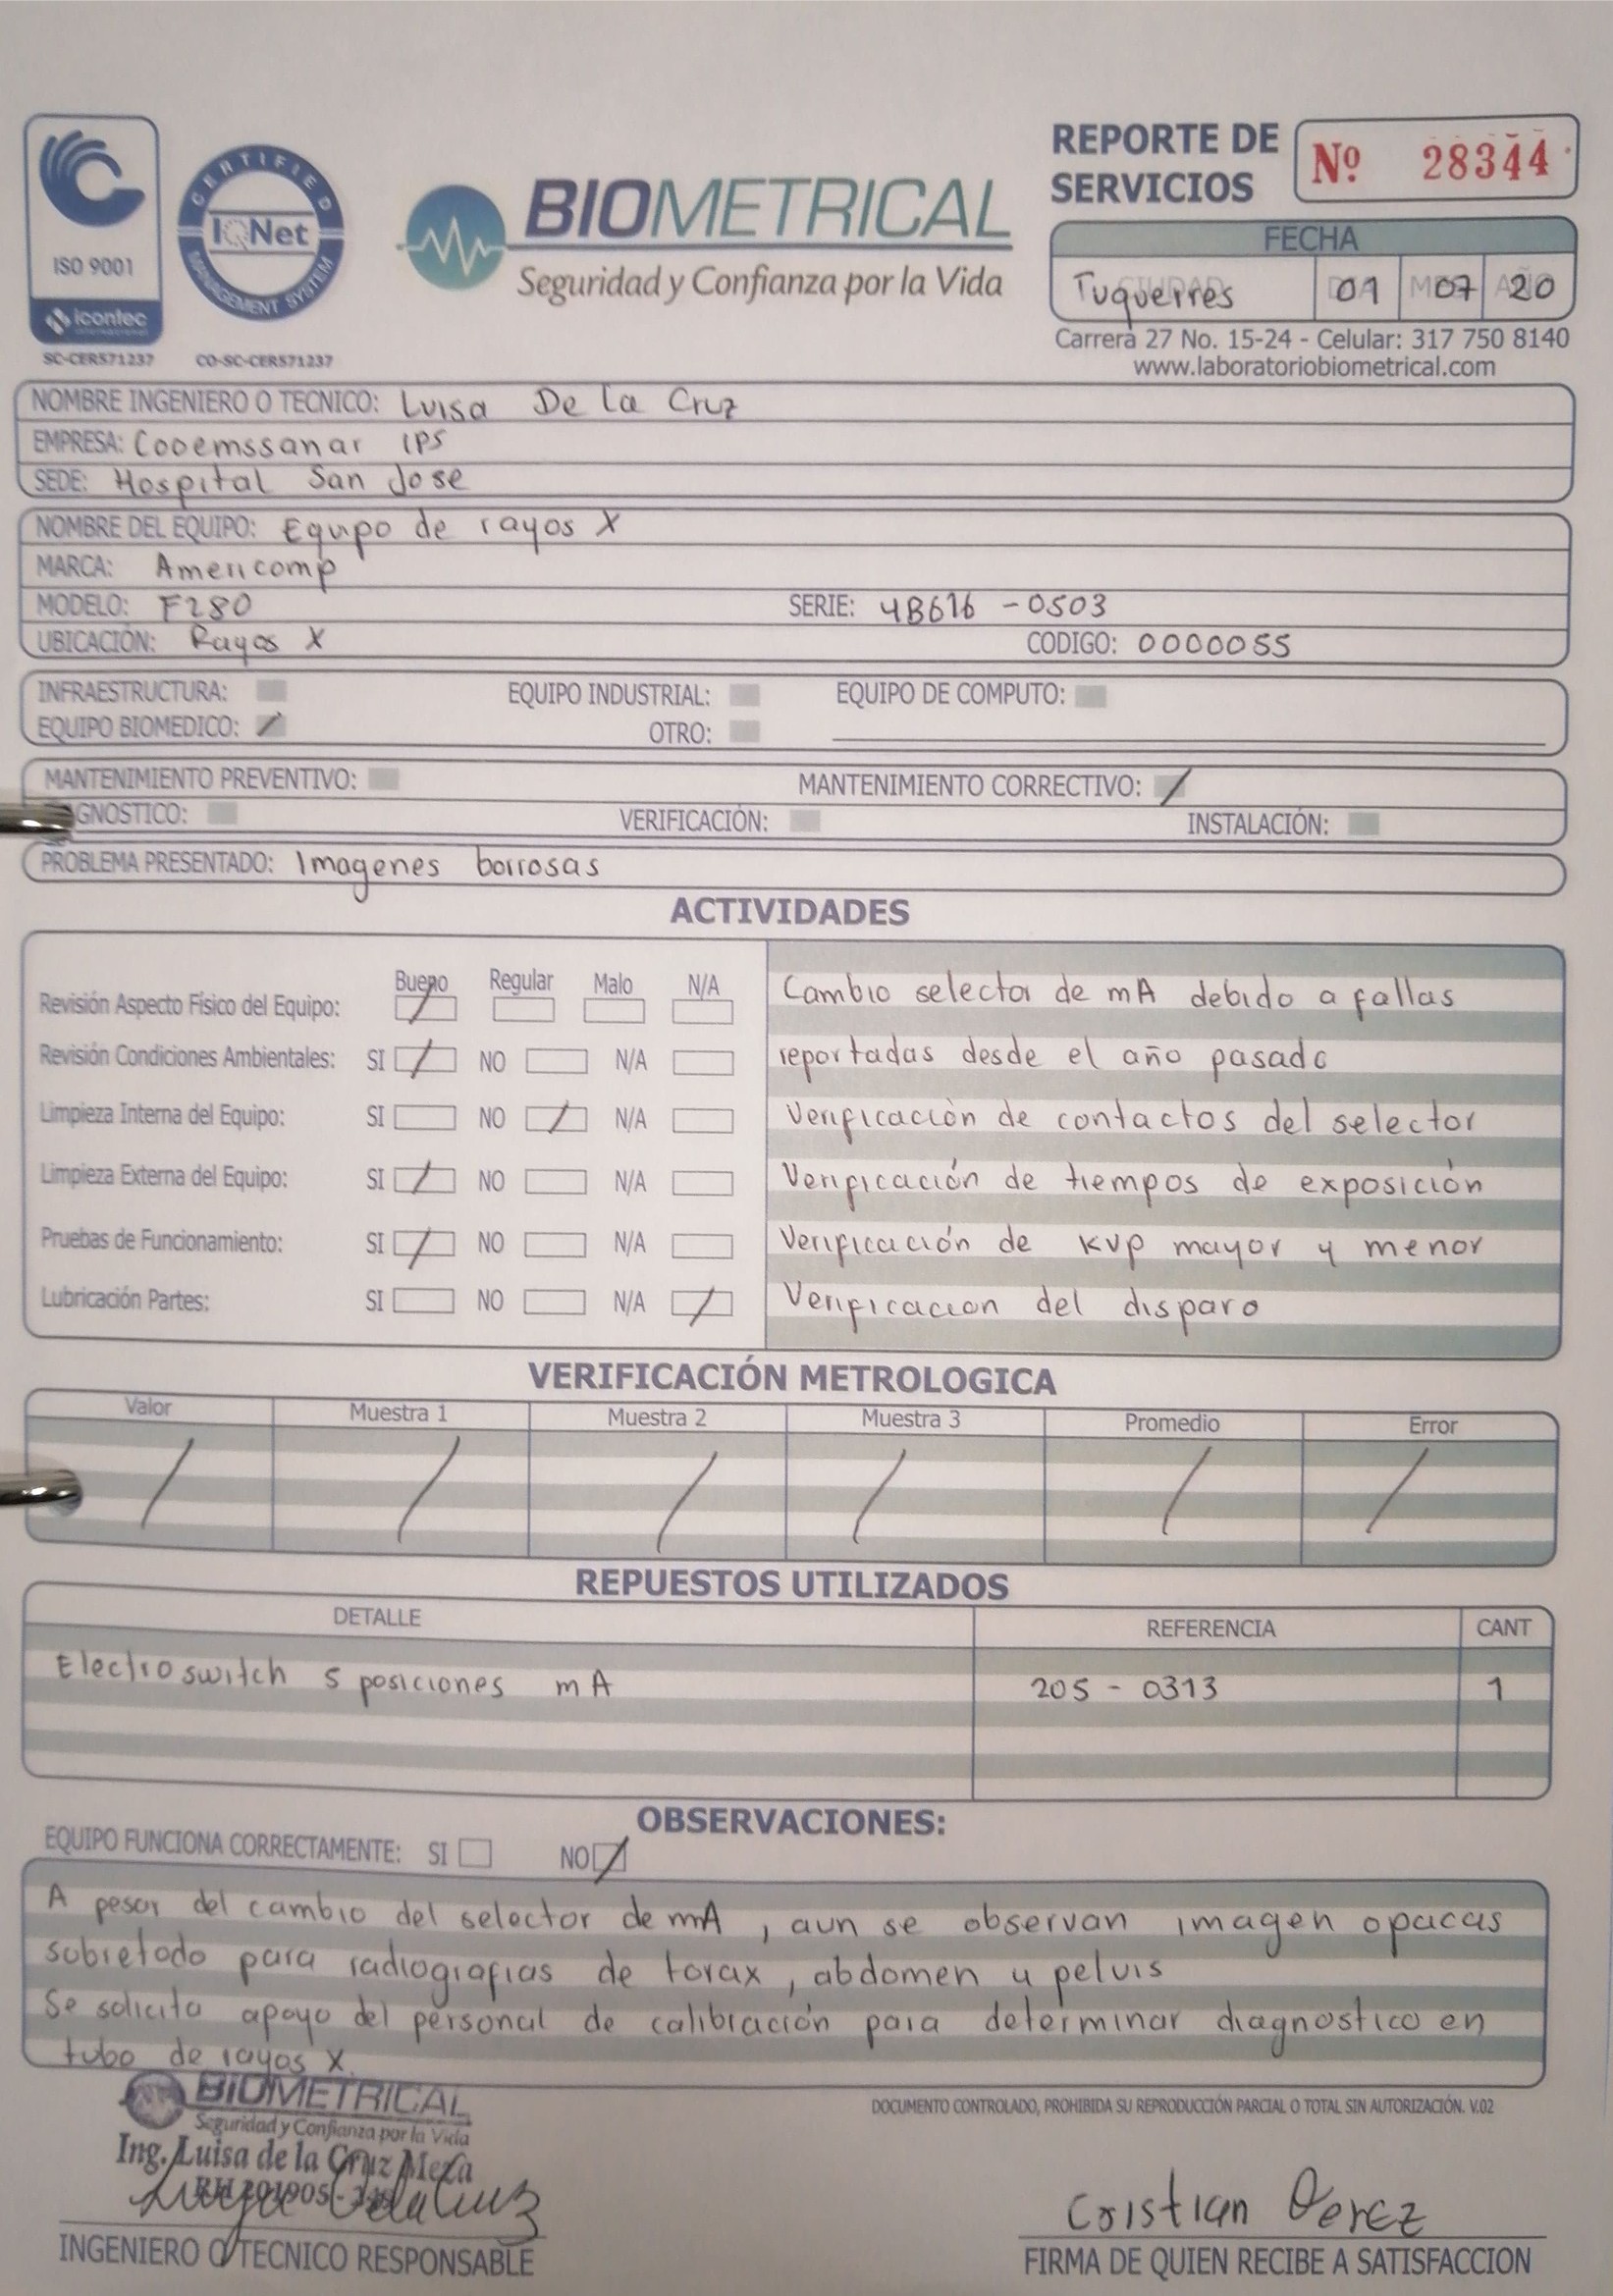 ISO 9001
icontec
internacional
SC-CER571237
CERTIFIED
IQNet
MANAGEMENT SYSTEM
CO-SC-CER571237
BIOMETRICAL
Seguridad y Confianza por la Vida
REPORTE DE
SERVICIOS
Nº 28344
FECHA
Tuquerres 01 07 20
Carrera 27 No. 15-24 - Celular: 317 750 8140
www.laboratoriobiometrical.com
NOMBRE INGENIERO O TECNICO: Luisa De La Cruz
EMPRESA: Cooemssanar IPS
SEDE: Hospital San Jose
NOMBRE DEL EQUIPO: Equipo de rayos X
MARCA: Americomp
MODELO: F280 SERIE: 4B616 - 0503
UBICACIÓN: Rayos X CODIGO: 0000055
INFRAESTRUCTURA: EQUIPO INDUSTRIAL: EQUIPO DE COMPUTO:
EQUIPO BIOMEDICO: / OTRO:
MANTENIMIENTO PREVENTIVO: MANTENIMIENTO CORRECTIVO: /
GNOSTICO: VERIFICACIÓN: INSTALACIÓN:
PROBLEMA PRESENTADO: Imagenes borrosas
ACTIVIDADES
Bueno Regular Malo N/A
Revisión Aspecto Físico del Equipo: /
Revisión Condiciones Ambientales: SI / NO N/A
Limpieza Interna del Equipo: SI NO / N/A
Limpieza Externa del Equipo: SI / NO N/A
Pruebas de Funcionamiento: SI / NO N/A
Lubricación Partes: SI NO N/A /
Cambio selector de mA debido a fallas
reportadas desde el año pasado
Verificación de contactos del selector
Verificación de tiempos de exposición
Verificación de KVP mayor y menor
Verificacion del disparo
VERIFICACIÓN METROLOGICA
Valor Muestra 1 Muestra 2 Muestra 3 Promedio Error
/ / / / / /
REPUESTOS UTILIZADOS
DETALLE REFERENCIA CANT
Electroswitch 5 posiciones mA 205 - 0313 1
OBSERVACIONES:
EQUIPO FUNCIONA CORRECTAMENTE: SI NO /
A pesar del cambio del selector de mA, aun se observan imagen opacas
sobretodo para radiografias de torax, abdomen y pelvis
Se solicita apoyo del personal de calibración para determinar diagnostico en
tubo de rayos X.
DOCUMENTO CONTROLADO, PROHIBIDA SU REPRODUCCIÓN PARCIAL O TOTAL SIN AUTORIZACIÓN. V.02
BIOMETRICAL
Seguridad y Confianza por la Vida
Ing. Luisa de la Cruz Meza
INGENIERO O TECNICO RESPONSABLE
Cristian Perez
FIRMA DE QUIEN RECIBE A SATISFACCION